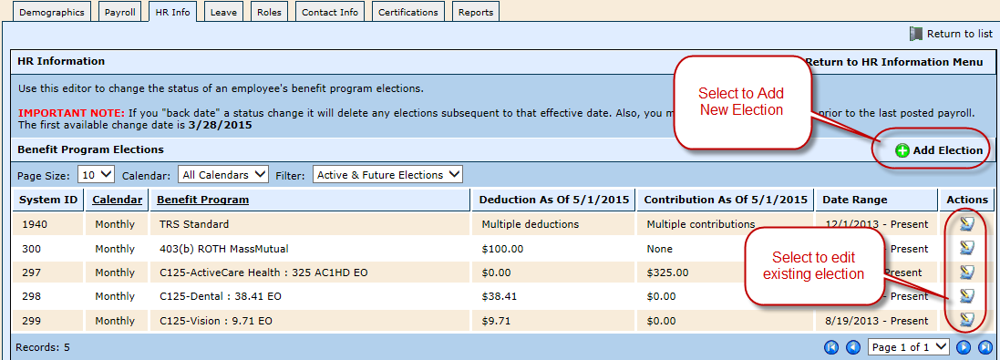 Demographics Payroll HR Info Leave Roles Contact Info Certifications Reports
Return to list
HR Information Return to HR Information Menu
Use this editor to change the status of an employee's benefit program elections.
IMPORTANT NOTE: If you "back date" a status change it will delete any elections subsequent to that effective date. Also, you m prior to the last posted payroll.
The first available change date is 3/28/2015
Select to Add
New Election
Benefit Program Elections Add Election
Page Size: 10 Calendar: All Calendars Filter: Active & Future Elections
System ID Calendar Benefit Program Deduction As Of 5/1/2015 Contribution As Of 5/1/2015 Date Range Actions
1940 Monthly TRS Standard Multiple deductions Multiple contributions 12/1/2013 - Present
300 Monthly 403(b) ROTH MassMutual $100.00 None - Present
297 Monthly C125-ActiveCare Health : 325 AC1HD EO $0.00 $325.00 Present
298 Monthly C125-Dental : 38.41 EO $38.41 $0.00 - Present
299 Monthly C125-Vision : 9.71 EO $9.71 $0.00 8/19/2013 - Present
Select to edit
existing election
Records: 5 Page 1 of 1